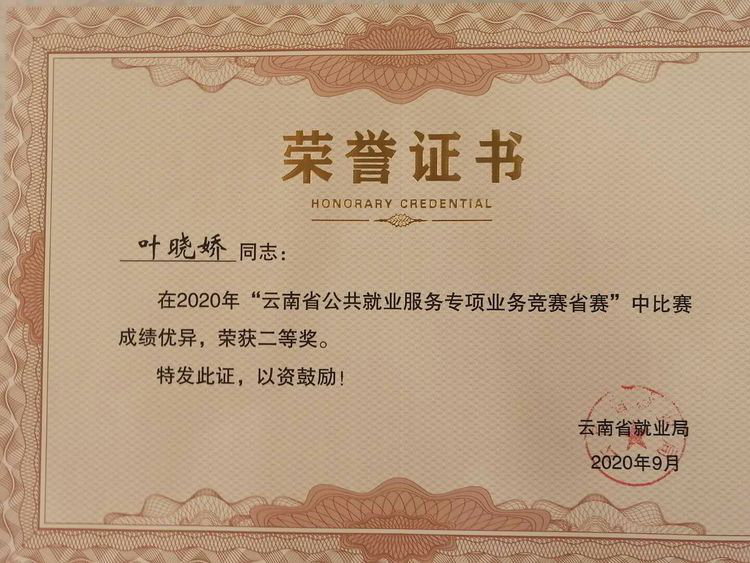 荣誉证书
HONORARY CREDENTIAL
叶晓娇同志：
在2020年“云南省公共就业服务专项业务竞赛省赛”中比赛
成绩优异，荣获二等奖。
特发此证，以资鼓励！
云南省就业局
2020年9月